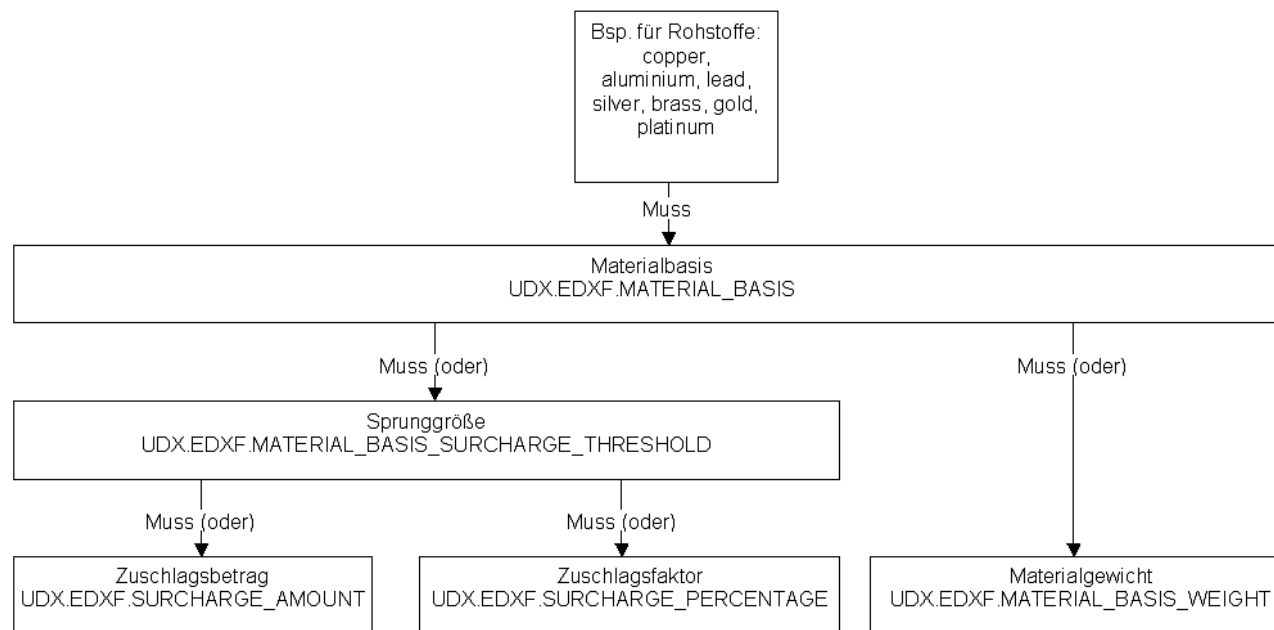 Bsp. für Rohstoffe:
copper,
aluminium, lead,
silver, brass, gold,
platinum
Muss
Materialbasis
UDX.EDXF.MATERIAL_BASIS
Muss (oder)
Muss (oder)
Sprunggröße
UDX.EDXF.MATERIAL_BASIS_SURCHARGE_THRESHOLD
Muss (oder)
Muss (oder)
Zuschlagsbetrag
UDX.EDXF.SURCHARGE_AMOUNT
Zuschlagsfaktor
UDX.EDXF.SURCHARGE_PERCENTAGE
Materialgewicht
UDX.EDXF.MATERIAL_BASIS_WEIGHT